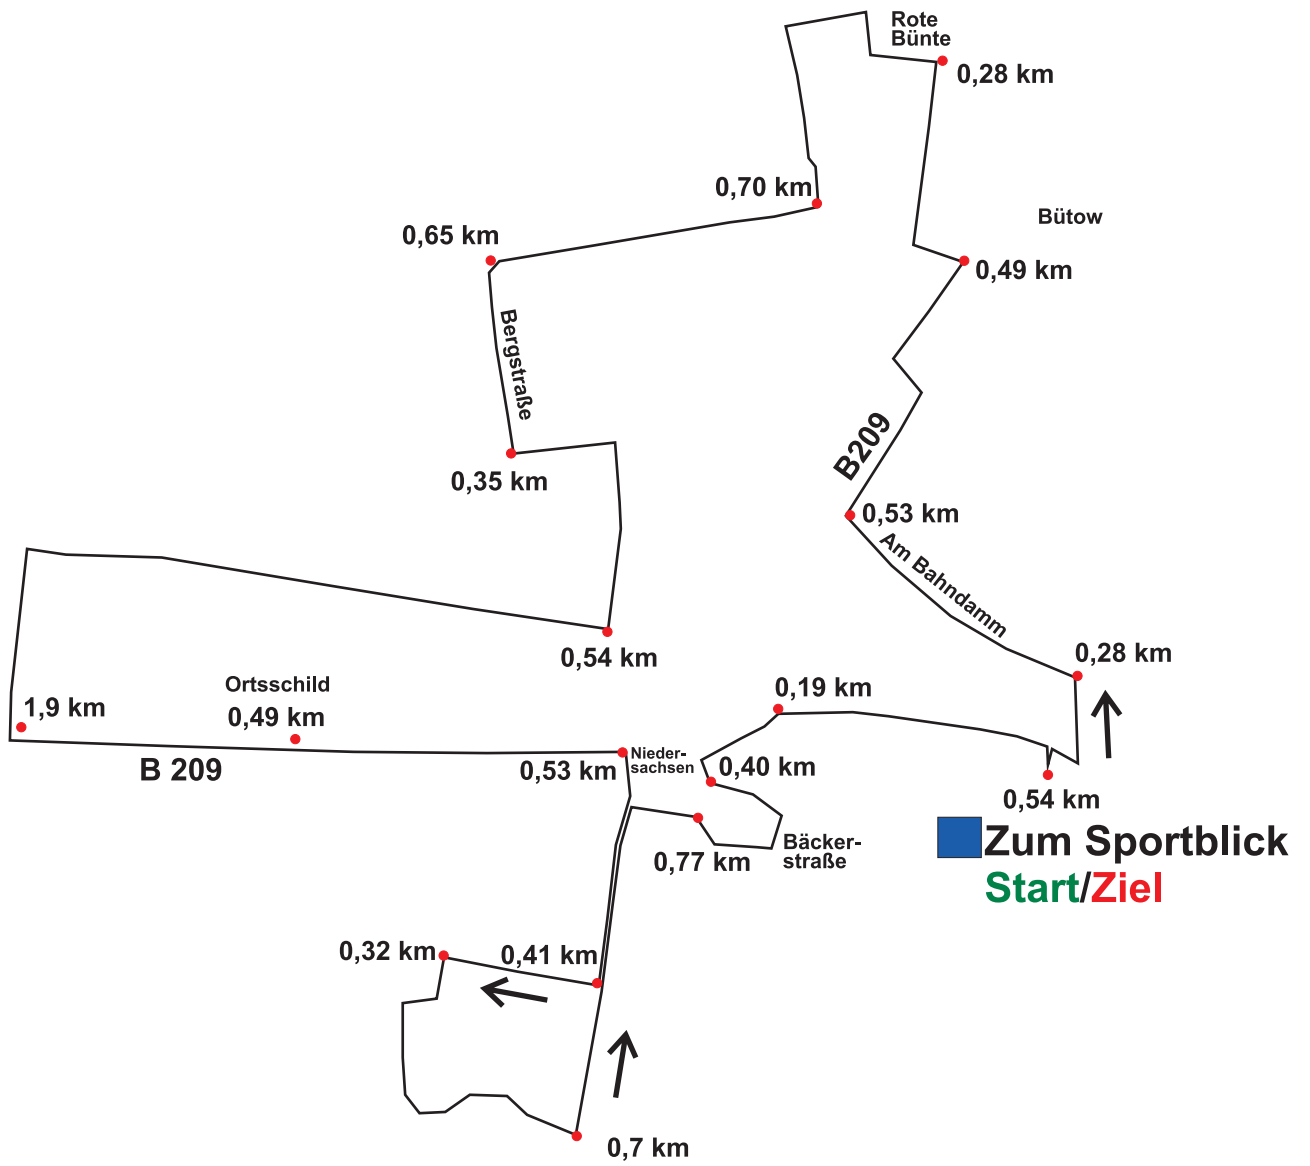 Rote
Bünte
0,28 km
0,70 km
Bütow
0,65 km
0,49 km
Bergstraße
B209
0,35 km
0,53 km
Am Bahndamm
0,54 km
0,28 km
Ortsschild
1,9 km
0,49 km
0,19 km
B 209
0,53 km
Nieder-
sachsen
0,40 km
0,54 km
Zum Sportblick
Start/Ziel
Bäcker-
straße
0,77 km
0,32 km
0,41 km
0,7 km